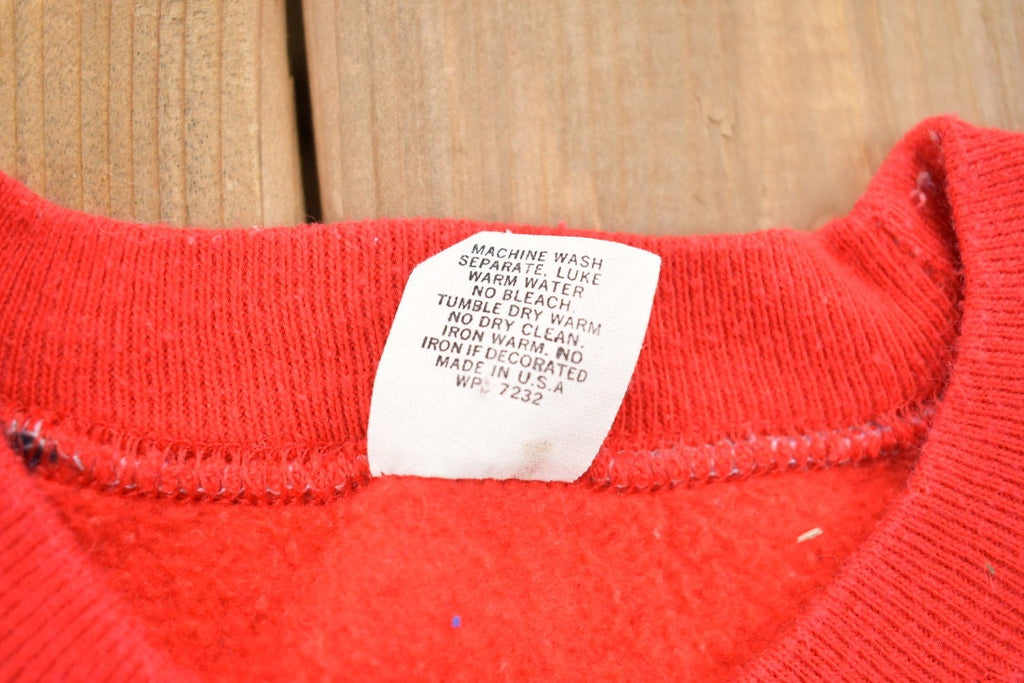 MACHINE WASH
SEPARATE, LUKE
WARM WATER
NO BLEACH.
TUMBLE DRY WARM
NO DRY CLEAN.
IRON WARM. NO
IRON IF DECORATED
MADE IN U.S.A
7232